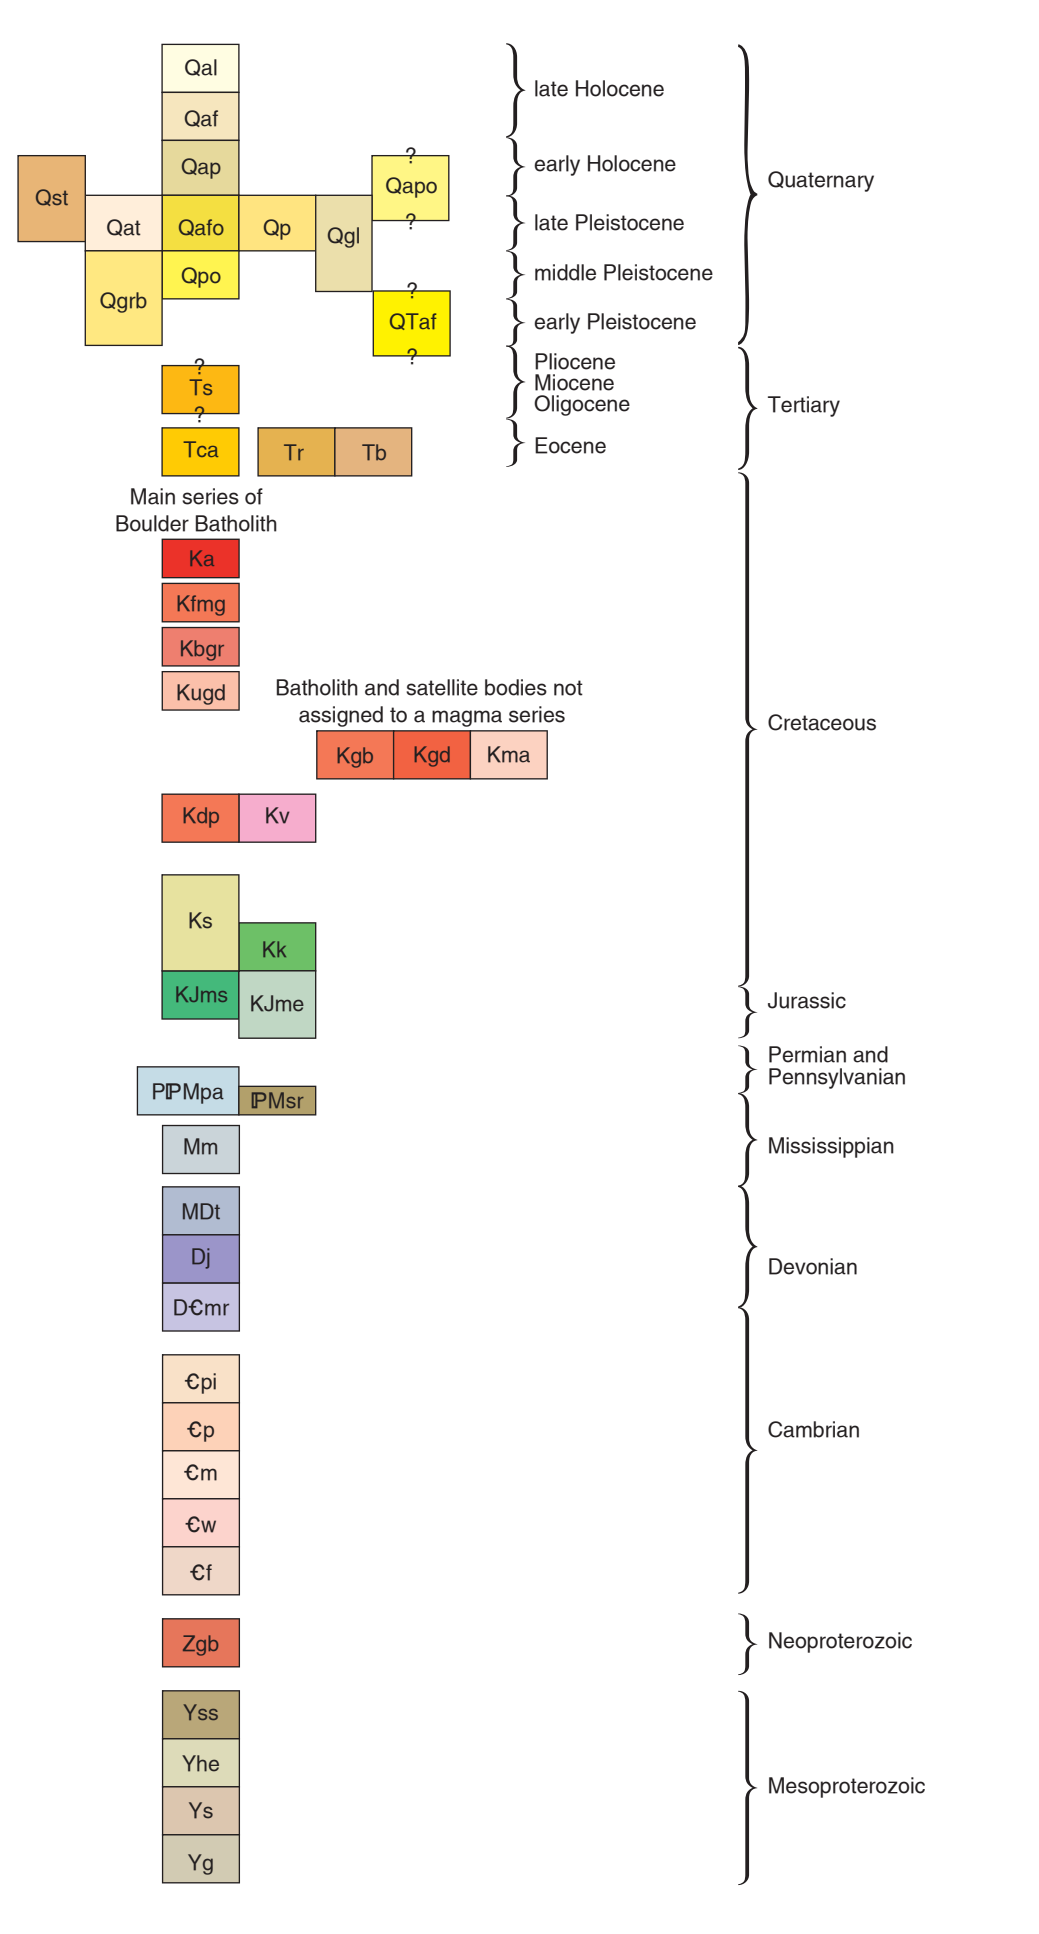 Qal
late Holocene
Qaf
?
early Holocene
Qap
Quaternary
Qapo
Qst
?
late Pleistocene
Qat
Qafo
Qp
Qgl
middle Pleistocene
Qpo
?
Qgrb
QTaf
early Pleistocene
?
Pliocene
Miocene
Oligocene
?
Ts
?
Tertiary
Tca
Tr
Tb
Eocene
Main series of
Boulder Batholith
Ka
Kfmg
Kbgr
Kugd
Batholith and satellite bodies not
assigned to a magma series
Cretaceous
Kgb
Kgd
Kma
Kdp
Kv
Ks
Kk
KJms
KJme
Jurassic
Permian and
Pennsylvanian
PℙMpa
ℙMsr
Mm
Mississippian
MDt
Dj
Devonian
D€mr
€pi
€p
Cambrian
€m
€w
€f
Zgb
Neoproterozoic
Yss
Yhe
Mesoproterozoic
Ys
Yg